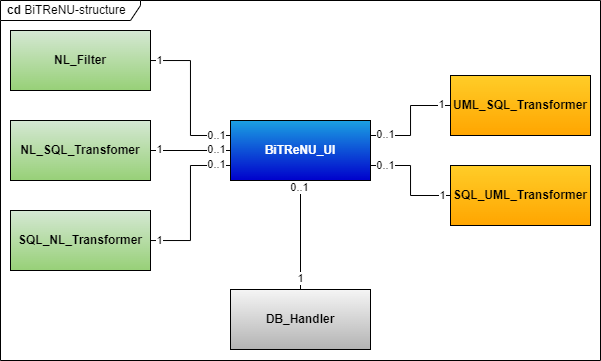 cd BiTReNU-structure
NL_Filter
1
NL_SQL_Transfomer
1
SQL_NL_Transformer
1
0..1
0..1
0..1
BiTReNU_UI
0..1
0..1
0..1
1
UML_SQL_Transformer
1
SQL_UML_Transformer
1
DB_Handler